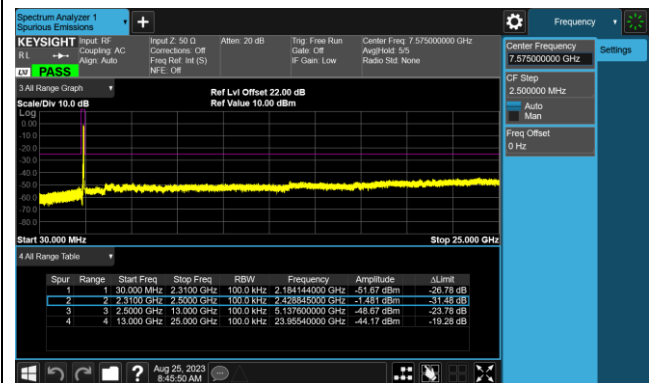 Spectrum Analyzer 1
Spurious Emissions
Frequency
KEYSIGHT
Input: RF
Coupling: AC
Align: Auto
Input Z: 50 Ω
Corrections: Off
Freq Ref: Int (S)
NFE: Off
Atten: 20 dB
Trig: Free Run
Gate: Off
IF Gain: Low
Center Freq: 7.575000000 GHz
Avg|Hold: 5/5
Radio Std: None
RL
LXI PASS
Center Frequency
7.575000000 GHz
Settings
CF Step
2.500000 MHz
Auto
Man
Freq Offset
0 Hz
3 All Range Graph
Scale/Div 10.0 dB
Ref Lvl Offset 22.00 dB
Ref Value 10.00 dBm
Log
0.00
-10.0
-20.0
-30.0
-40.0
-50.0
-60.0
-70.0
-80.0
Start 30.000 MHz
Stop 25.000 GHz
4 All Range Table
Spur Range Start Freq Stop Freq RBW Frequency Amplitude ΔLimit
1 1 30.000 MHz 2.3100 GHz 100.0 kHz 2.184144000 GHz -51.67 dBm -26.78 dB
2 2 2.3100 GHz 2.5000 GHz 100.0 kHz 2.428845000 GHz -1.481 dBm -31.48 dB
3 3 2.5000 GHz 13.000 GHz 100.0 kHz 5.137600000 GHz -48.67 dBm -23.78 dB
4 4 13.000 GHz 25.000 GHz 100.0 kHz 23.95540000 GHz -44.17 dBm -19.28 dB
Aug 25, 2023
8:45:50 AM